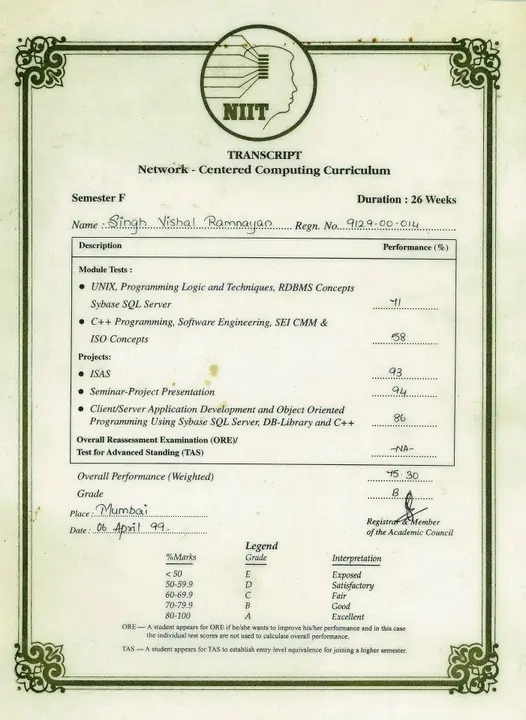 NIIT
TRANSCRIPT
Network - Centered Computing Curriculum
Semester F Duration : 26 Weeks
Name : Singh Vishal Ramnayan Regn. No. 9129-00-014
Description Performance (%)
Module Tests :
• UNIX, Programming Logic and Techniques, RDBMS Concepts
Sybase SQL Server 71
• C++ Programming, Software Engineering, SEI CMM &
ISO Concepts 58
Projects:
• ISAS 93
• Seminar-Project Presentation 94
• Client/Server Application Development and Object Oriented
Programming Using Sybase SQL Server, DB-Library and C++ 86
Overall Reassessment Examination (ORE)/
Test for Advanced Standing (TAS) -NA-
Overall Performance (Weighted) 75.30
Grade B
Place : Mumbai
Date : 06 April 99.
Registrar & Member
of the Academic Council
Legend
%Marks Grade Interpretation
< 50 E Exposed
50-59.9 D Satisfactory
60-69.9 C Fair
70-79.9 B Good
80-100 A Excellent
ORE — A student appears for ORE if he/she wants to improve his/her performance and in this case
the individual test scores are not used to calculate overall performance.
TAS — A student appears for TAS to establish entry level equivalence for joining a higher semester.